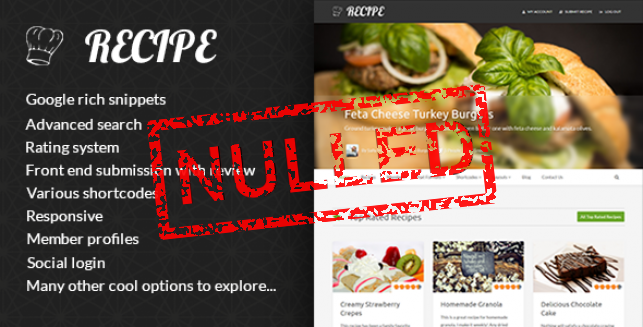 RECIPE
Google rich snippets
Advanced search
Rating system
Front end submission with review
Various shortcodes
Responsive
Member profiles
Social login
Many other cool options to explore...
NULLED
RECIPE
MY ACCOUNT SUBMIT RECIPE LOG OUT
Feta Cheese Turkey Burgers
Shortcodes Blog Contact Us
Top Rated Recipes
All Top Rated Recipes
Creamy Strawberry Crepes
Homemade Granola
Delicious Chocolate Cake